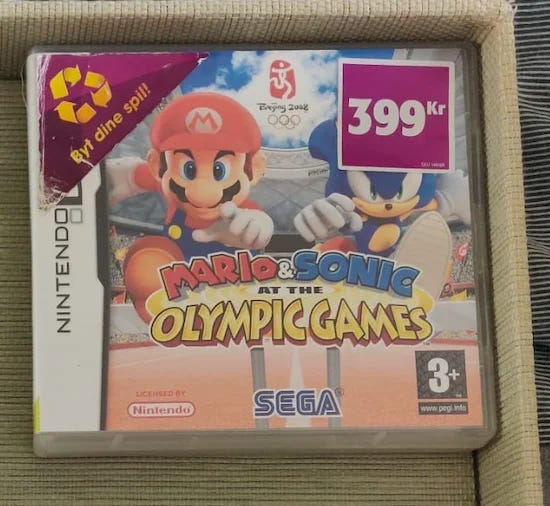 Byt dine spil!
NINTENDO
M
Beijing 2008
399 Kr
MARIO & SONIC
AT THE
OLYMPIC GAMES
TM
LICENSED BY
Nintendo
SEGA®
3+
www.pegi.info